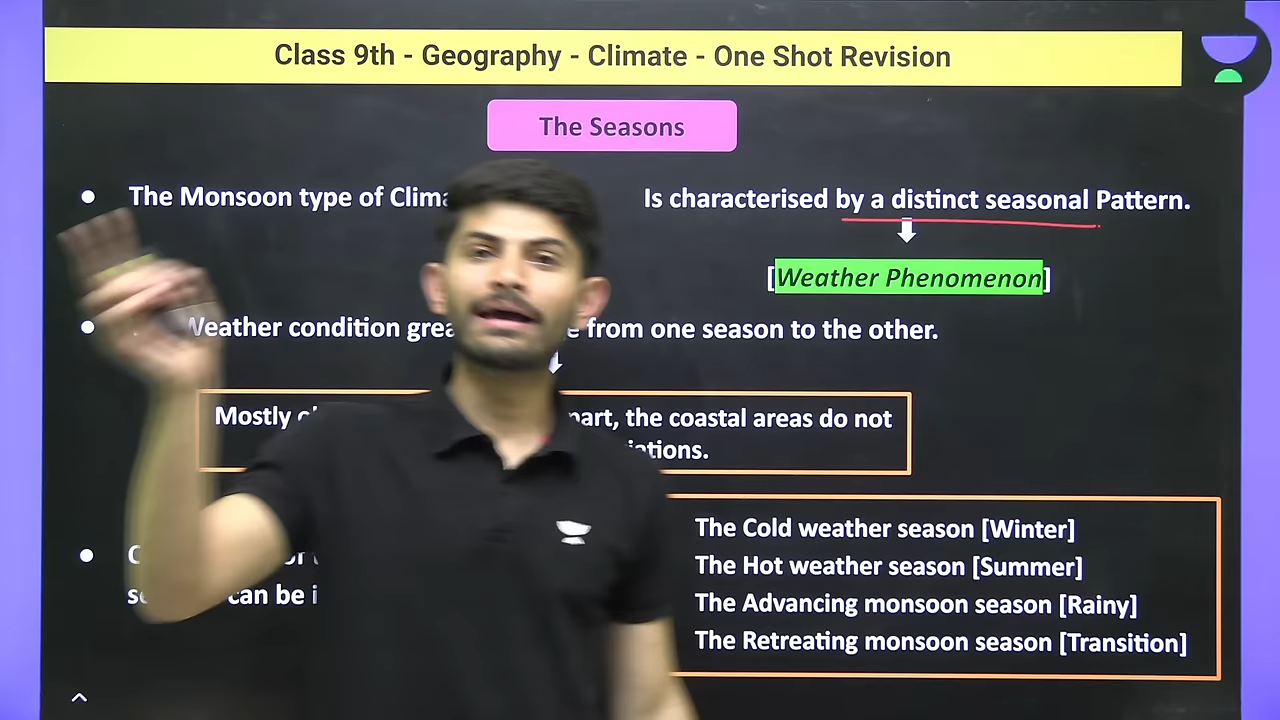 Class 9th - Geography - Climate - One Shot Revision
The Seasons
The Monsoon type of Is characterised by a distinct seasonal Pattern.
[Weather Phenomenon]
Weather condition from one season to the other.
Mostly the coastal areas do not
The Cold weather season [Winter]
The Hot weather season [Summer]
can be
The Advancing monsoon season [Rainy]
The Retreating monsoon season [Transition]